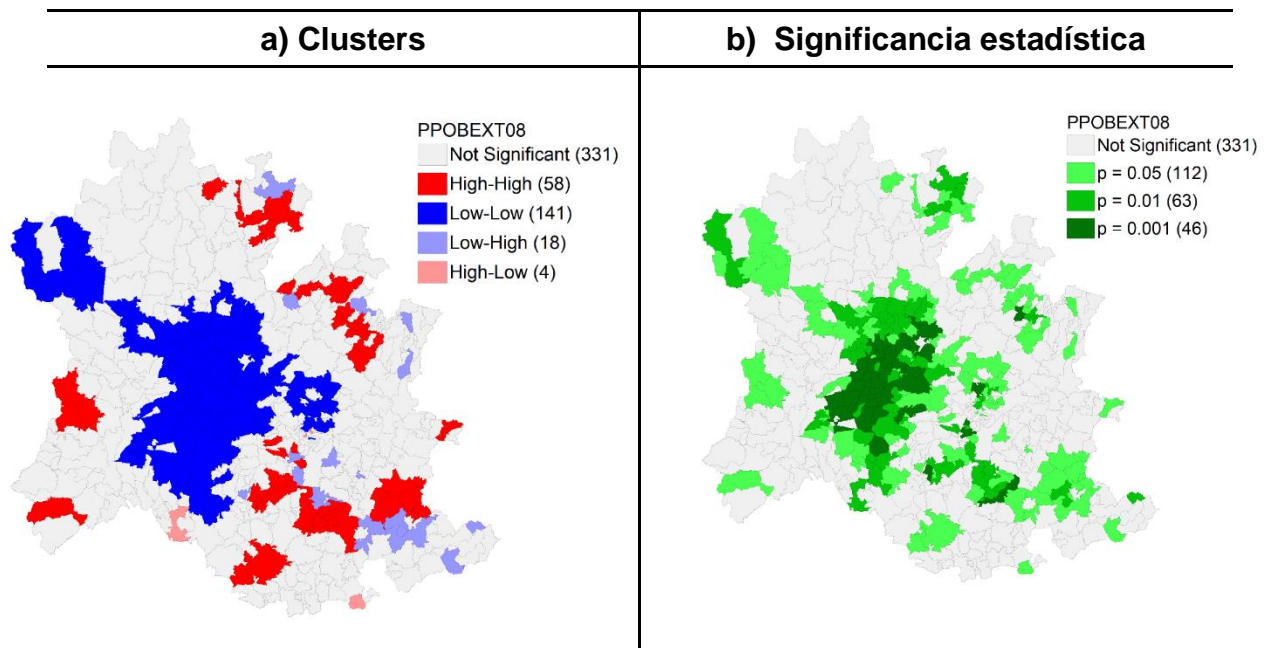 a) Clusters
b) Significancia estadística
PPOBEXT08
Not Significant (331)
High-High (58)
Low-Low (141)
Low-High (18)
High-Low (4)
PPOBEXT08
Not Significant (331)
p = 0.05 (112)
p = 0.01 (63)
p = 0.001 (46)